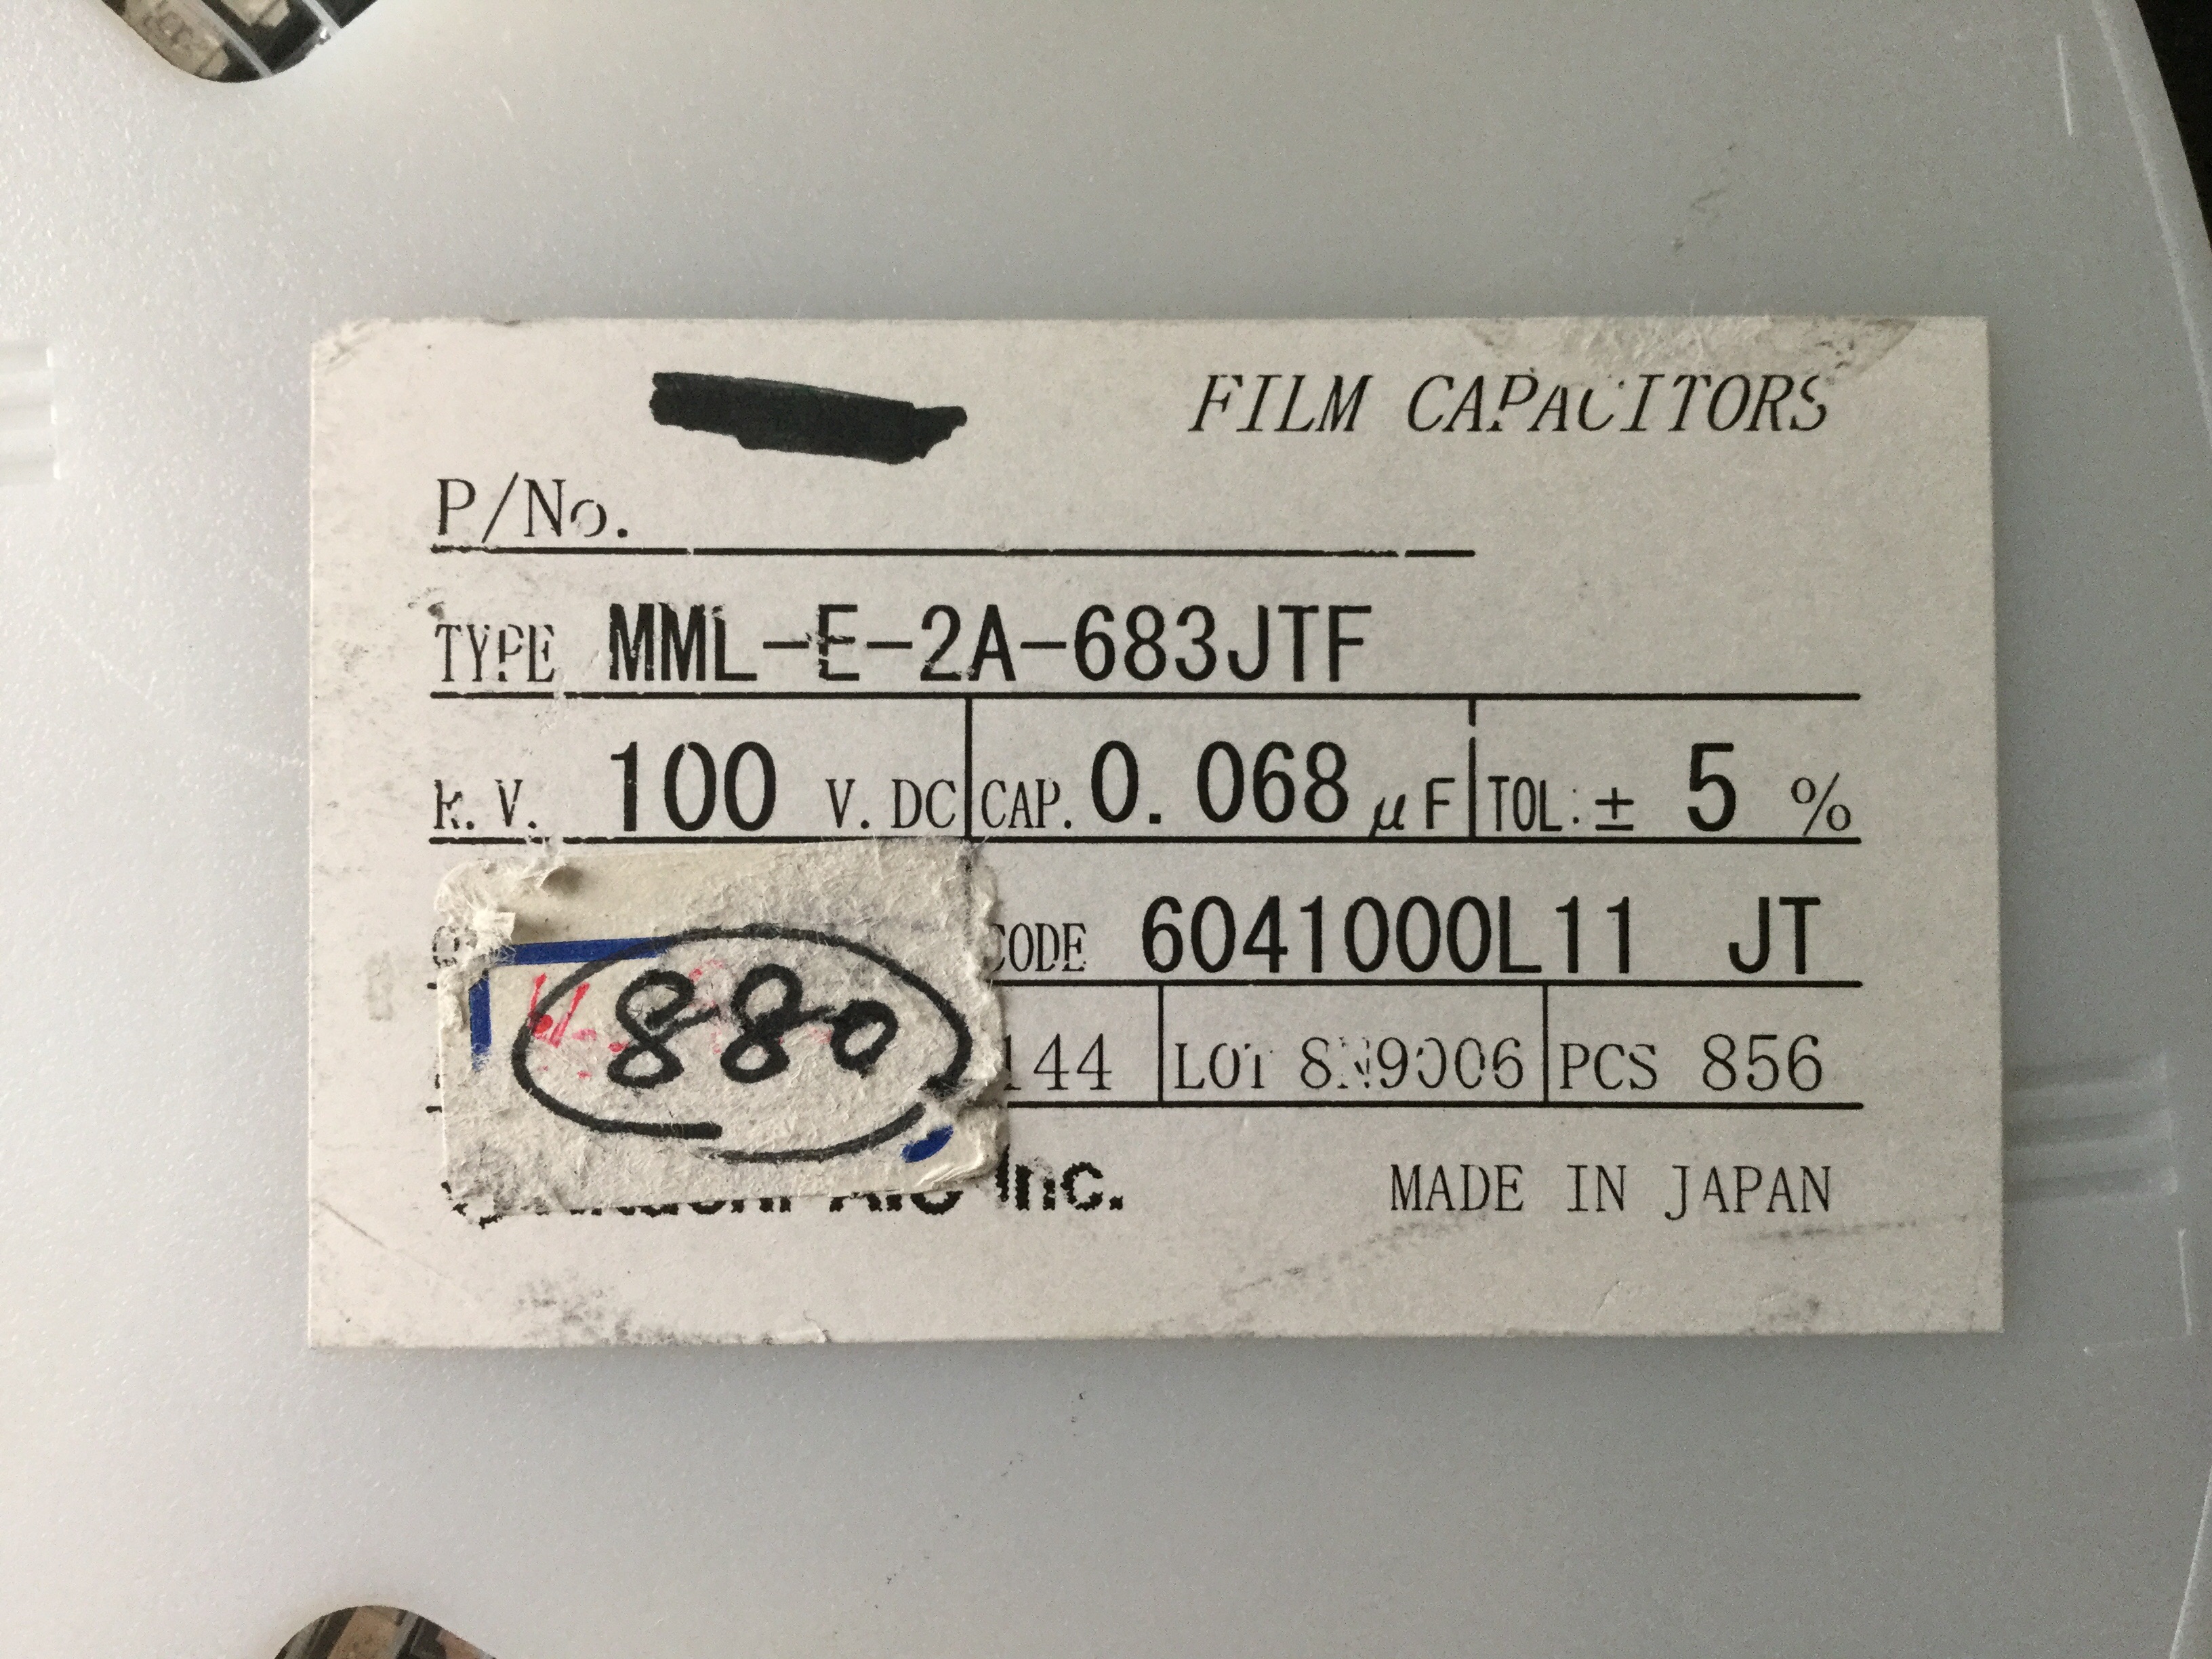 FILM CAPACITORS
P/No.
TYPE MML-E-2A-683JTF
R.V. 100 V.DC CAP. 0.068 μF TOL: ± 5 %
CODE 6041000L11 JT
880
144 LOT 8N9006 PCS 856
Inc. MADE IN JAPAN